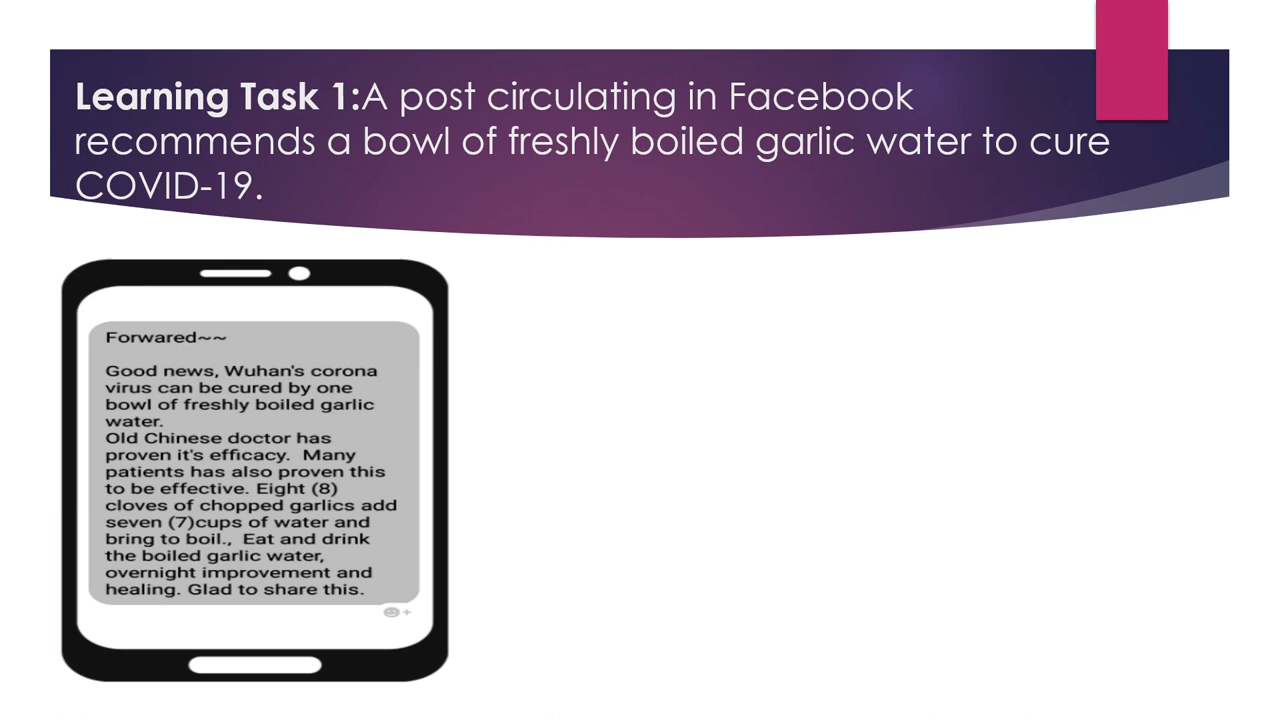 Learning Task 1:A post circulating in Facebook
recommends a bowl of freshly boiled garlic water to cure
COVID-19.
Forwared~~
Good news, Wuhan's corona
virus can be cured by one
bowl of freshly boiled garlic
water.
Old Chinese doctor has
proven it's efficacy.  Many
patients has also proven this
to be effective. Eight (8)
cloves of chopped garlics add
seven (7)cups of water and
bring to boil.,  Eat and drink
the boiled garlic water,
overnight improvement and
healing. Glad to share this.